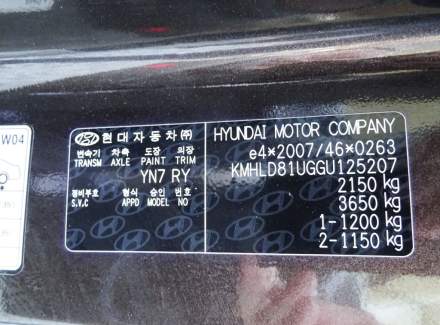 W04
현대자동차㈜
변속기 차축 도장 의장
TRANSM AXLE PAINT TRIM
YN7 RY
정비부호 형식 승인 번호
S.V.C APPD MODEL NO
HYUNDAI MOTOR COMPANY
e4*2007/46*0263
KMHLD81UGGU125207
2150 kg
3650 kg
1-1200 kg
2-1150 kg